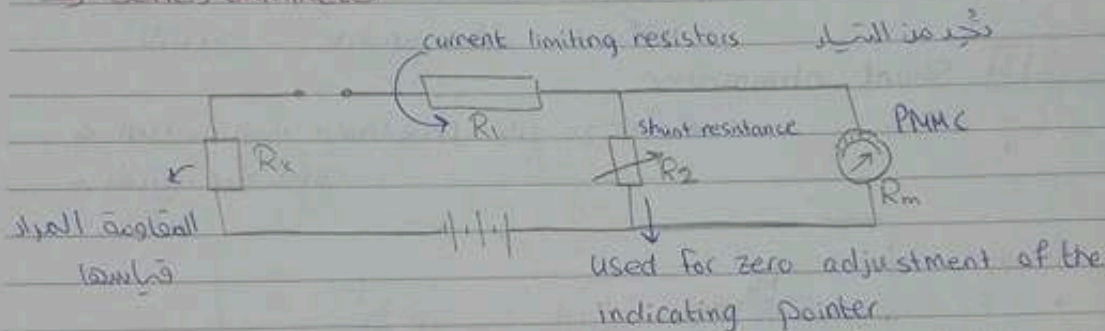 current limiting resistors من التيار
R1
shunt resistance
PMMC
Rx
R2
Rm
المقاومة المراد
قياسها
used for zero adjustment of the
indicating pointer.